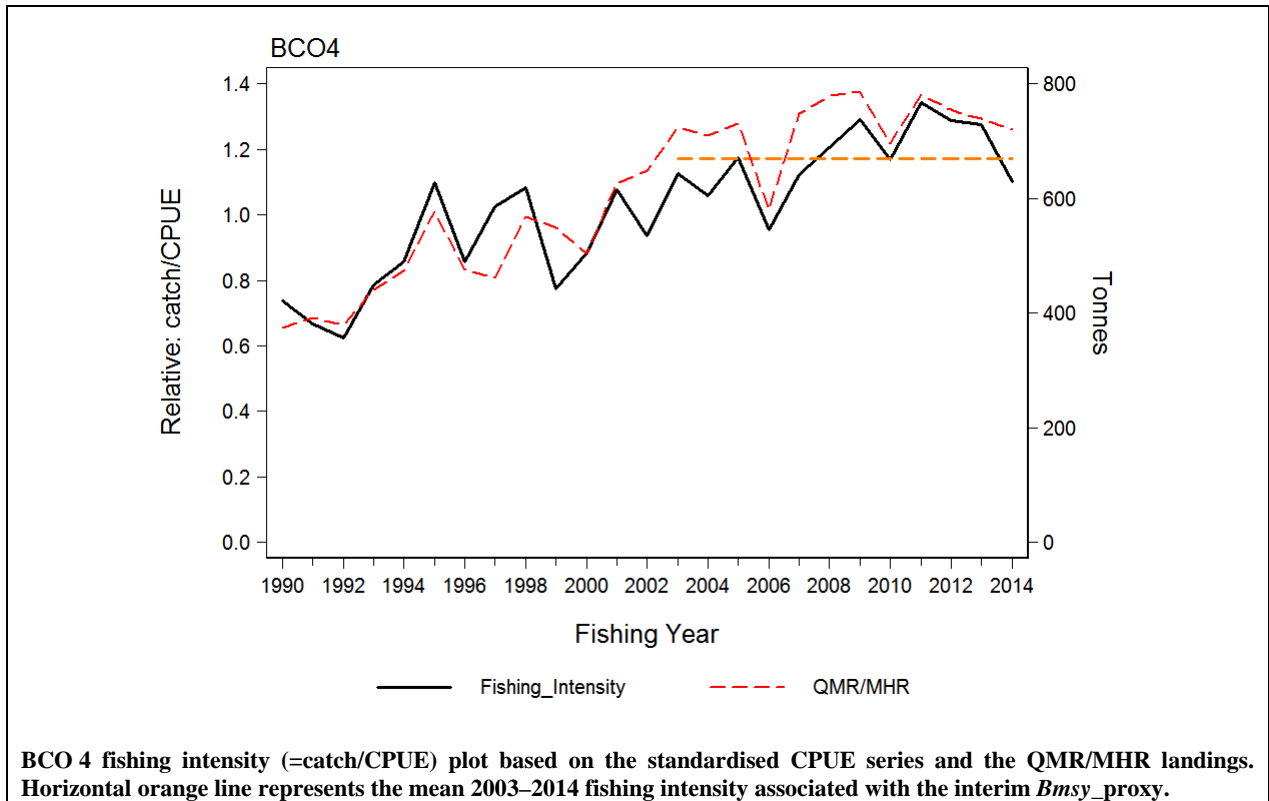 BCO4
1.4
1.2
1.0
0.8
0.6
0.4
0.2
0.0
Relative: catch/CPUE
800
600
400
200
0
Tonnes
1990 1992 1994 1996 1998 2000 2002 2004 2006 2008 2010 2012 2014
Fishing Year
Fishing_Intensity QMR/MHR
BCO 4 fishing intensity (=catch/CPUE) plot based on the standardised CPUE series and the QMR/MHR landings.
Horizontal orange line represents the mean 2003–2014 fishing intensity associated with the interim Bmsy_proxy.